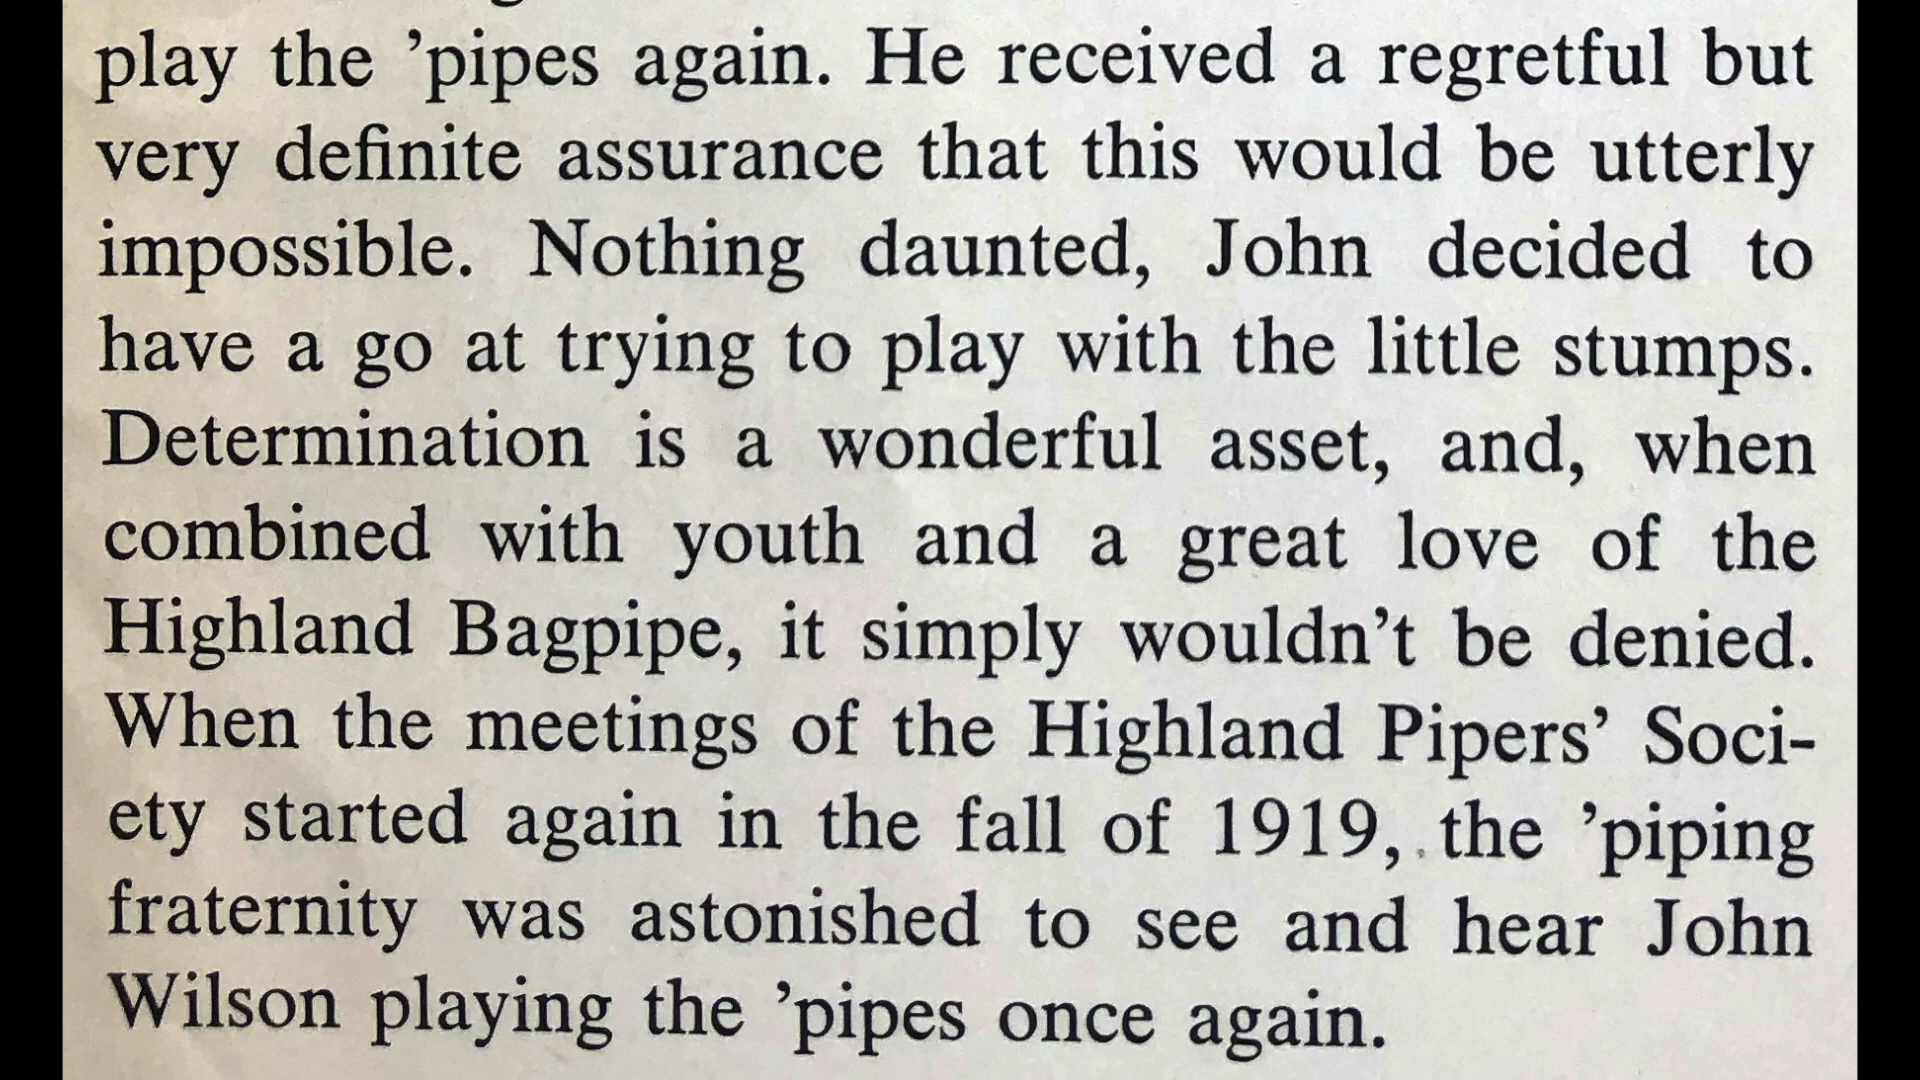 play the ’pipes again. He received a regretful but
very definite assurance that this would be utterly
impossible. Nothing daunted, John decided to
have a go at trying to play with the little stumps.
Determination is a wonderful asset, and, when
combined with youth and a great love of the
Highland Bagpipe, it simply wouldn’t be denied.
When the meetings of the Highland Pipers’ Soci-
ety started again in the fall of 1919, the ’piping
fraternity was astonished to see and hear John
Wilson playing the ’pipes once again.